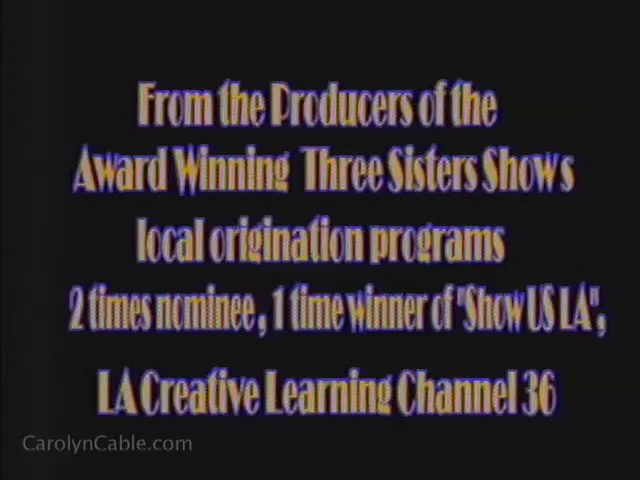 From the Producers of the
Award Winning Three Sisters Shows
local origination programs
2 times nominee, 1 time winner of "Show US LA",
LA Creative Learning Channel 36
CarolynCable.com